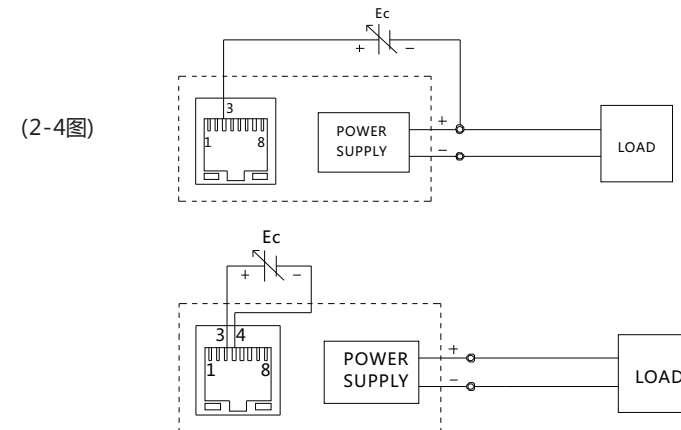 Ec
+ −
(2-4图)
3
1 8
POWER
SUPPLY
+
−
LOAD
Ec
+ −
3 4
1 8
POWER
SUPPLY
+
−
LOAD